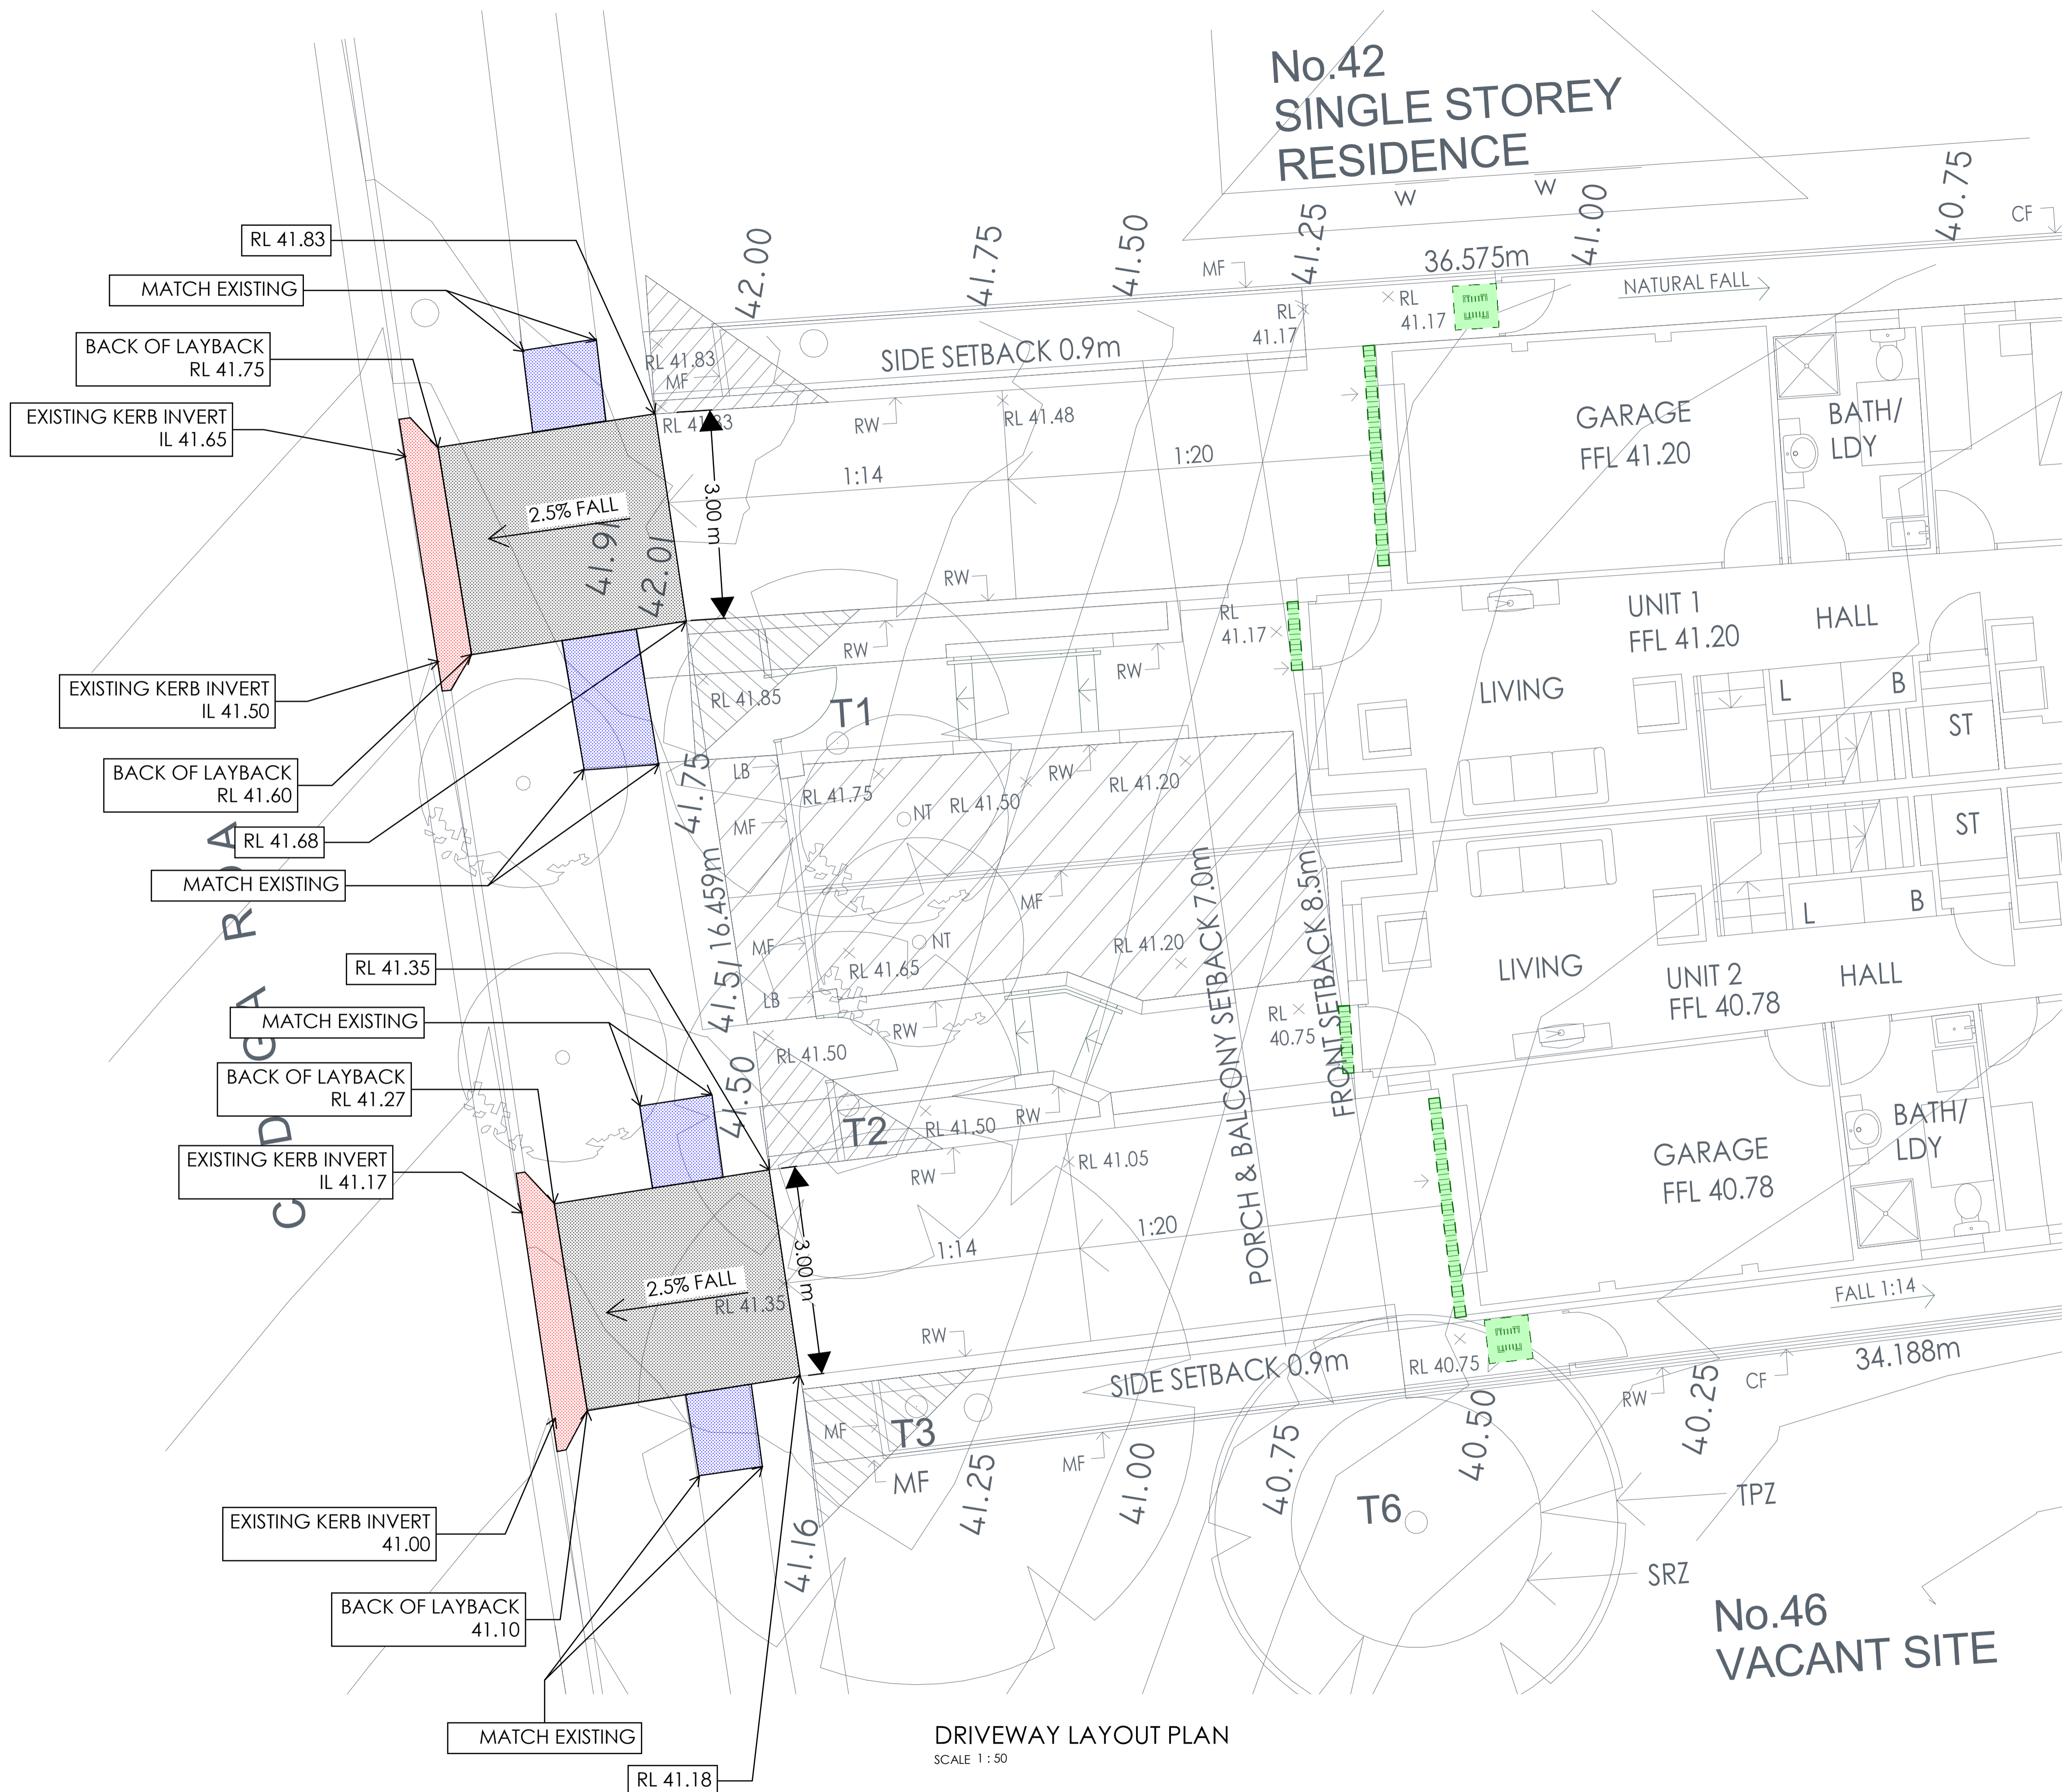 No.42
SINGLE STOREY
RESIDENCE
W
W
CF
RL 41.83
MATCH EXISTING
BACK OF LAYBACK
RL 41.75
EXISTING KERB INVERT
IL 41.65
42.00
41.75
41.50
41.25
41.00
40.75
MF
36.575m
NATURAL FALL
RL
41.17
RL
41.17
SIDE SETBACK 0.9m
RL 41.83
MF
RL 41.83
RW
RL 41.48
1:14
1:20
GARAGE
FFL 41.20
BATH/
LDY
2.5% FALL
3.00 m
41.91
42.01
RW
RW
RL
41.17
RW
UNIT 1
FFL 41.20
HALL
LIVING
L
B
ST
EXISTING KERB INVERT
IL 41.50
BACK OF LAYBACK
RL 41.60
RL 41.68
MATCH EXISTING
RL 41.85
T1
41.75
LB
RL 41.75
RW
RL 41.50
RL 41.20
NT
MF
16.459m
41.51
MF
MF
NT
RL 41.65
RL 41.20
LB
RW
PORCH & BALCONY SETBACK 7.0m
FRONT SETBACK 8.5m
ST
L
B
LIVING
UNIT 2
FFL 40.78
HALL
RL
40.75
RL 41.35
MATCH EXISTING
BACK OF LAYBACK
RL 41.27
EXISTING KERB INVERT
IL 41.17
41.50
RL 41.50
T2
RL 41.50
RW
RW
RL 41.05
1:14
1:20
GARAGE
FFL 40.78
BATH/
LDY
2.5% FALL
RL 41.35
3.00 m
RW
FALL 1:14
SIDE SETBACK 0.9m
RL 40.75
34.188m
RW
CF
MF
T3
MF
MF
41.16
41.25
41.00
40.75
40.50
40.25
T6
TPZ
SRZ
No.46
VACANT SITE
EXISTING KERB INVERT
41.00
BACK OF LAYBACK
41.10
MATCH EXISTING
RL 41.18
DRIVEWAY LAYOUT PLAN
SCALE 1 : 50